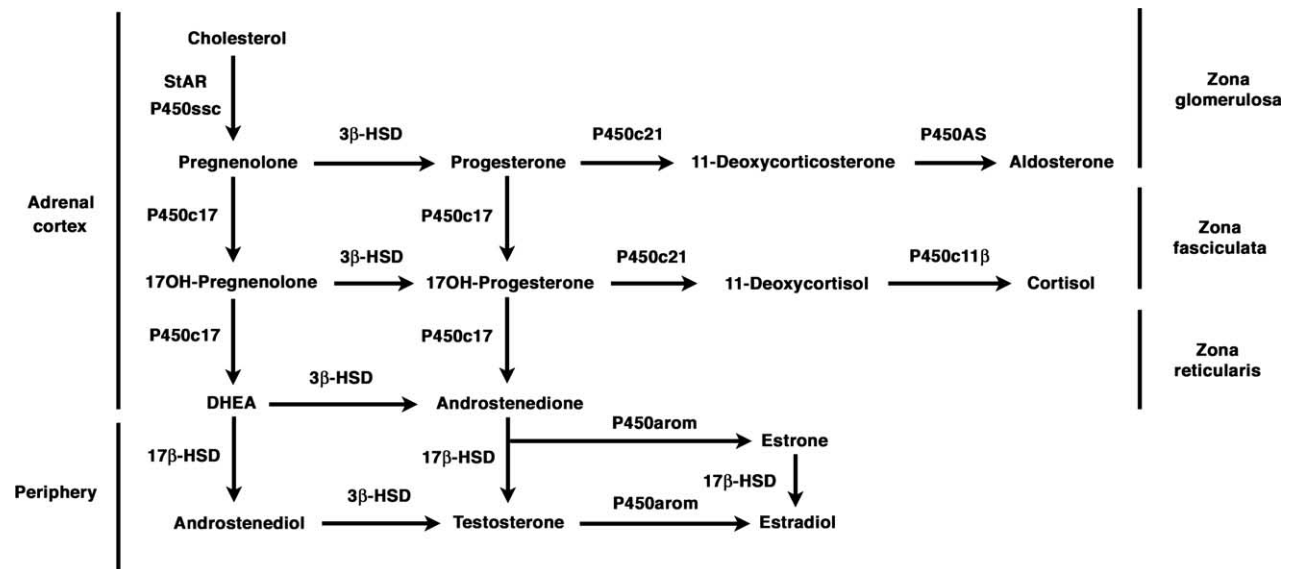 Cholesterol
StAR
P450ssc
Zona
glomerulosa
3β-HSD
P450c21
P450AS
Pregnenolone
Progesterone
11-Deoxycorticosterone
Aldosterone
Adrenal
cortex
P450c17
P450c17
Zona
fasciculata
3β-HSD
P450c21
P450c11β
17OH-Pregnenolone
17OH-Progesterone
11-Deoxycortisol
Cortisol
P450c17
P450c17
Zona
reticularis
3β-HSD
DHEA
Androstenedione
P450arom
Estrone
17β-HSD
17β-HSD
17β-HSD
Periphery
3β-HSD
P450arom
Androstenediol
Testosterone
Estradiol